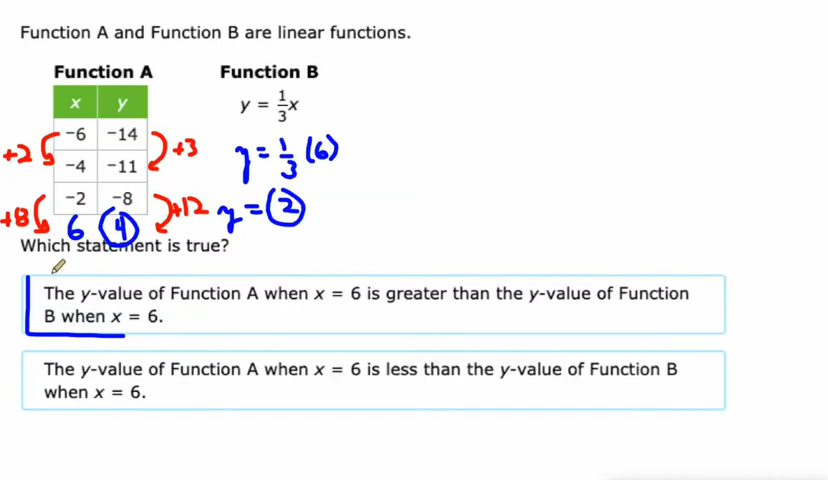 Function A and Function B are linear functions.
Function A
Function B
x y
y = 1/3 x
-6 -14
+2
+3
y = 1/3 (6)
-4 -11
-2 -8
+8
+12
y = 2
6 4
Which statement is true?
The y-value of Function A when x = 6 is greater than the y-value of Function
B when x = 6.
The y-value of Function A when x = 6 is less than the y-value of Function B
when x = 6.